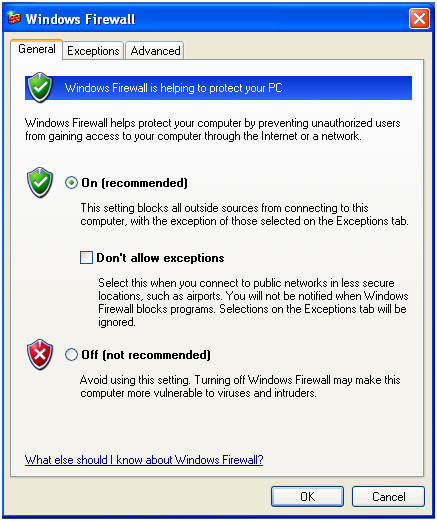 Windows Firewall
General Exceptions Advanced
Windows Firewall is helping to protect your PC
Windows Firewall helps protect your computer by preventing unauthorized users
from gaining access to your computer through the Internet or a network.
On (recommended)
This setting blocks all outside sources from connecting to this
computer, with the exception of those selected on the Exceptions tab.
Don't allow exceptions
Select this when you connect to public networks in less secure
locations, such as airports. You will not be notified when Windows
Firewall blocks programs. Selections on the Exceptions tab will be
ignored.
Off (not recommended)
Avoid using this setting. Turning off Windows Firewall may make this
computer more vulnerable to viruses and intruders.
What else should I know about Windows Firewall?
OK Cancel